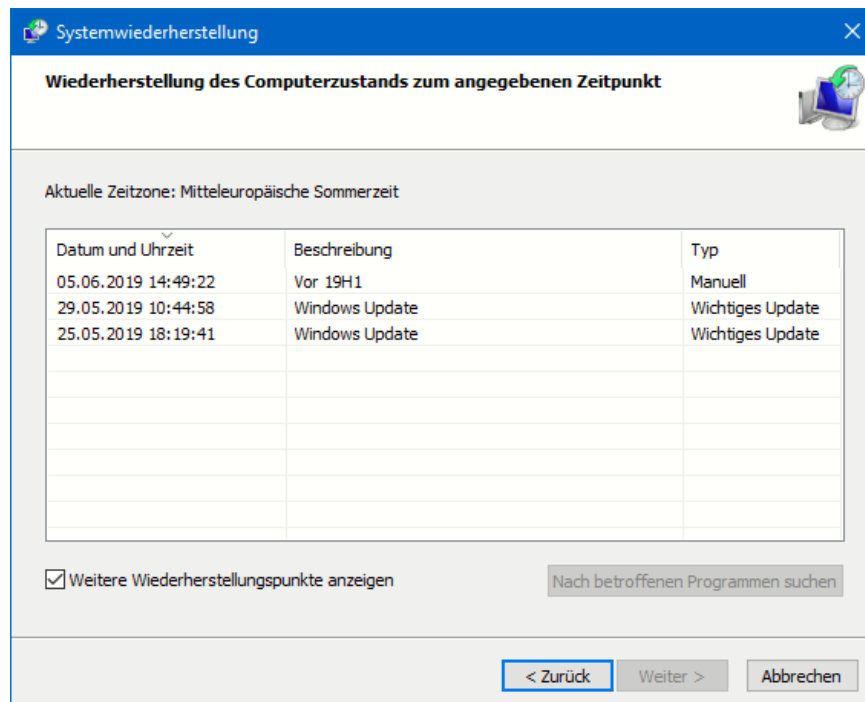 Systemwiederherstellung
Wiederherstellung des Computerzustands zum angegebenen Zeitpunkt
Aktuelle Zeitzone: Mitteleuropäische Sommerzeit
Datum und Uhrzeit Beschreibung Typ
05.06.2019 14:49:22 Vor 19H1 Manuell
29.05.2019 10:44:58 Windows Update Wichtiges Update
25.05.2019 18:19:41 Windows Update Wichtiges Update
Weitere Wiederherstellungspunkte anzeigen Nach betroffenen Programmen suchen
< Zurück Weiter > Abbrechen